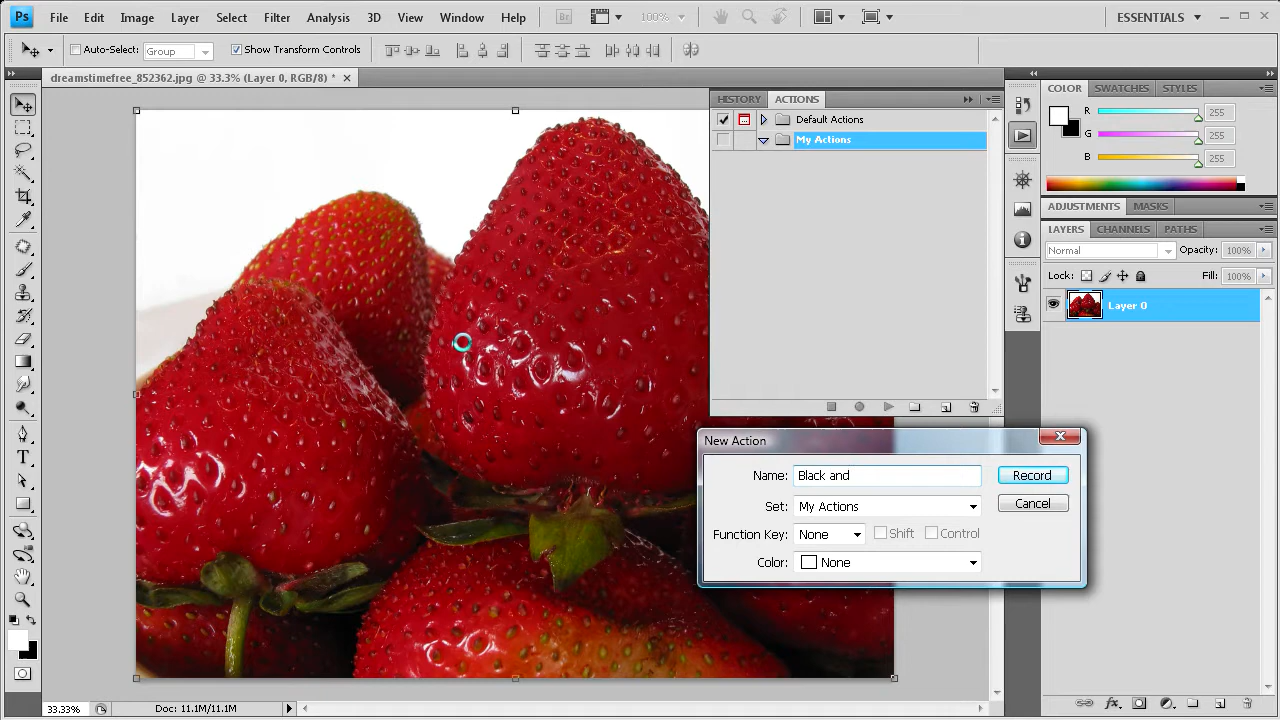 Ps File Edit Image Layer Select Filter Analysis 3D View Window Help Br 100% ESSENTIALS
Auto-Select: Group Show Transform Controls
dreamstimefree_852362.jpg @ 33.3% (Layer 0, RGB/8) *
HISTORY ACTIONS
Default Actions
My Actions
COLOR SWATCHES STYLES
R 255
G 255
B 255
ADJUSTMENTS MASKS
LAYERS CHANNELS PATHS
Normal Opacity: 100%
Lock: Fill: 100%
Layer 0
New Action
Name: Black and Record
Set: My Actions Cancel
Function Key: None Shift Control
Color: None
33.33% Doc: 11.1M/11.1M
T
fx